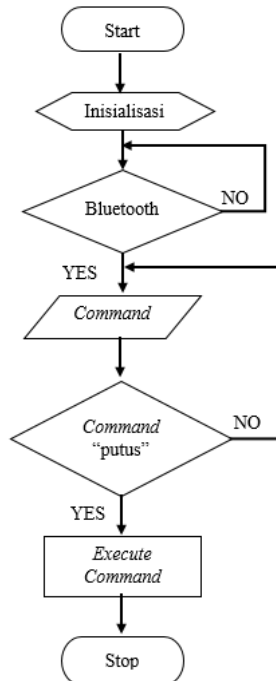 Start
Inisialisasi
Bluetooth
NO
YES
Command
Command
“putus”
NO
YES
Execute
Command
Stop